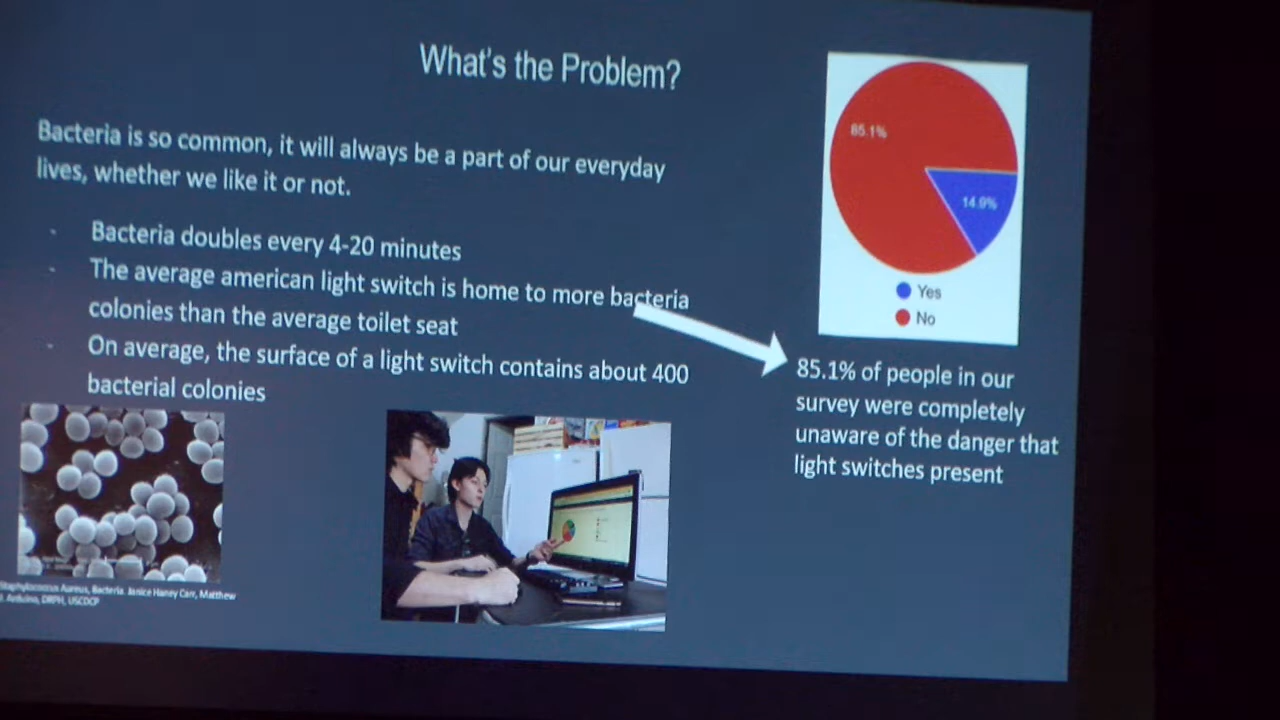 What's the Problem?
Bacteria is so common, it will always be a part of our everyday
lives, whether we like it or not.
- Bacteria doubles every 4-20 minutes
- The average american light switch is home to more bacteria
colonies than the average toilet seat
- On average, the surface of a light switch contains about 400
bacterial colonies
85.1%
14.9%
Yes
No
85.1% of people in our
survey were completely
unaware of the danger that
light switches present
Staphylococcus Aureus, Bacteria. Janice Haney Carr, Matthew
Arduino, DRPH, USCDCP